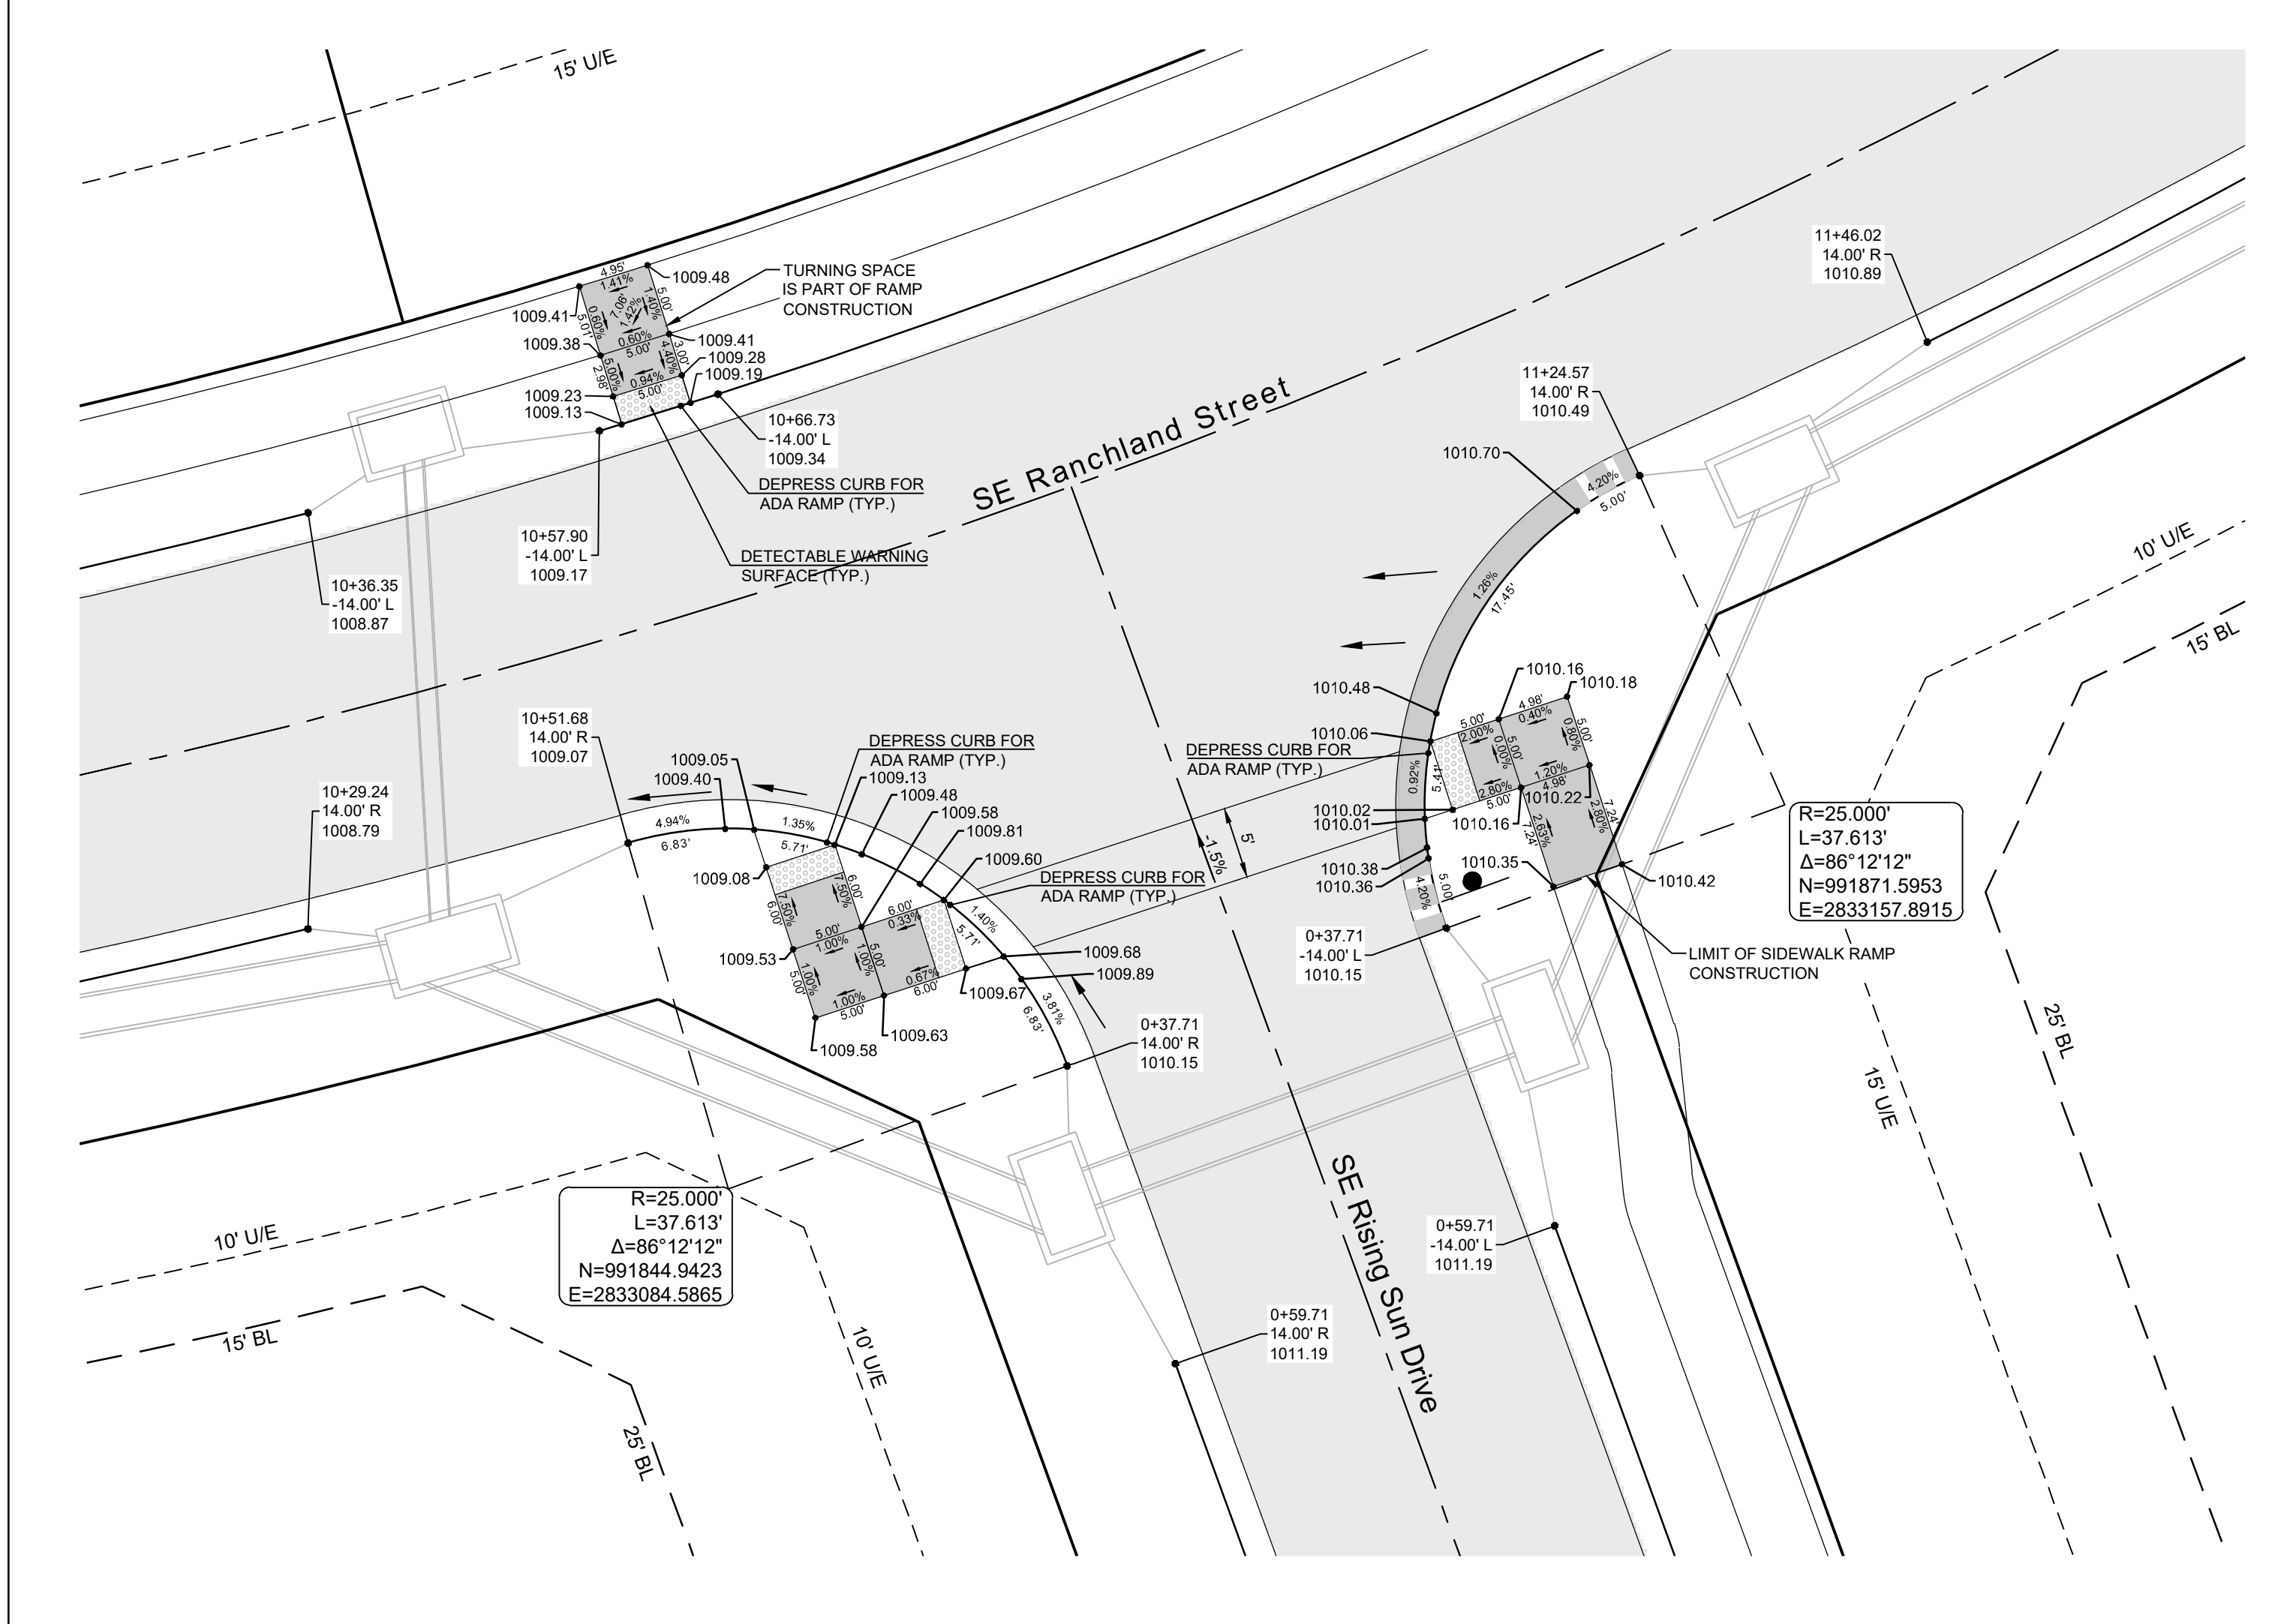 15' U/E
4.95'
1.41%
1009.48
TURNING SPACE
IS PART OF RAMP
CONSTRUCTION
5.00'
1.40%
7.06'
1.42%
0.60%
5.01'
1009.41
0.60%
5.00'
1009.41
1009.38
3.00'
4.40%
1009.28
5.00%
2.98'
0.94%
5.00'
1009.19
1009.23
1009.13
10+66.73
-14.00' L
1009.34
DEPRESS CURB FOR
ADA RAMP (TYP.)
10+57.90
-14.00' L
1009.17
DETECTABLE WARNING
SURFACE (TYP.)
10+36.35
-14.00' L
1008.87
SE Ranchland Street
11+46.02
14.00' R
1010.89
11+24.57
14.00' R
1010.49
1010.70
4.20%
5.00'
1.26%
17.45'
10' U/E
15' BL
1010.16
1010.18
1010.48
4.98'
0.40%
5.00'
2.00%
5.00'
0.80%
1010.06
5.00'
0.00%
DEPRESS CURB FOR
ADA RAMP (TYP.)
0.92%
5.41'
1.20%
4.98'
2.80%
5.00'
1010.22
1010.02
1010.01
1010.16
7.24'
2.80%
2.63%
7.24'
1010.38
1010.36
1010.35
1010.42
4.20%
5.00'
0+37.71
-14.00' L
1010.15
LIMIT OF SIDEWALK RAMP
CONSTRUCTION
R=25.000'
L=37.613'
Δ=86°12'12"
N=991871.5953
E=2833157.8915
10+51.68
14.00' R
1009.07
DEPRESS CURB FOR
ADA RAMP (TYP.)
1009.05
1009.40
1009.13
1009.48
1009.58
1009.81
1009.60
10+29.24
14.00' R
1008.79
4.94%
6.83'
1.35%
5.71'
DEPRESS CURB FOR
ADA RAMP (TYP.)
1009.08
6.00'
7.50%
7.50%
6.00'
6.00'
0.33%
1.40%
5.71'
5.00'
1.00%
5.00'
1.00%
1009.53
1009.68
1009.89
1.00%
5.00'
0.67%
6.00'
1.00%
5.00'
1009.67
1009.63
1009.58
3.81%
6.83'
0+37.71
14.00' R
1010.15
-1.5%
5'
R=25.000'
L=37.613'
Δ=86°12'12"
N=991844.9423
E=2833084.5865
10' U/E
15' BL
10' U/E
25' BL
SE Rising Sun Drive
0+59.71
-14.00' L
1011.19
0+59.71
14.00' R
1011.19
25' BL
15' U/E